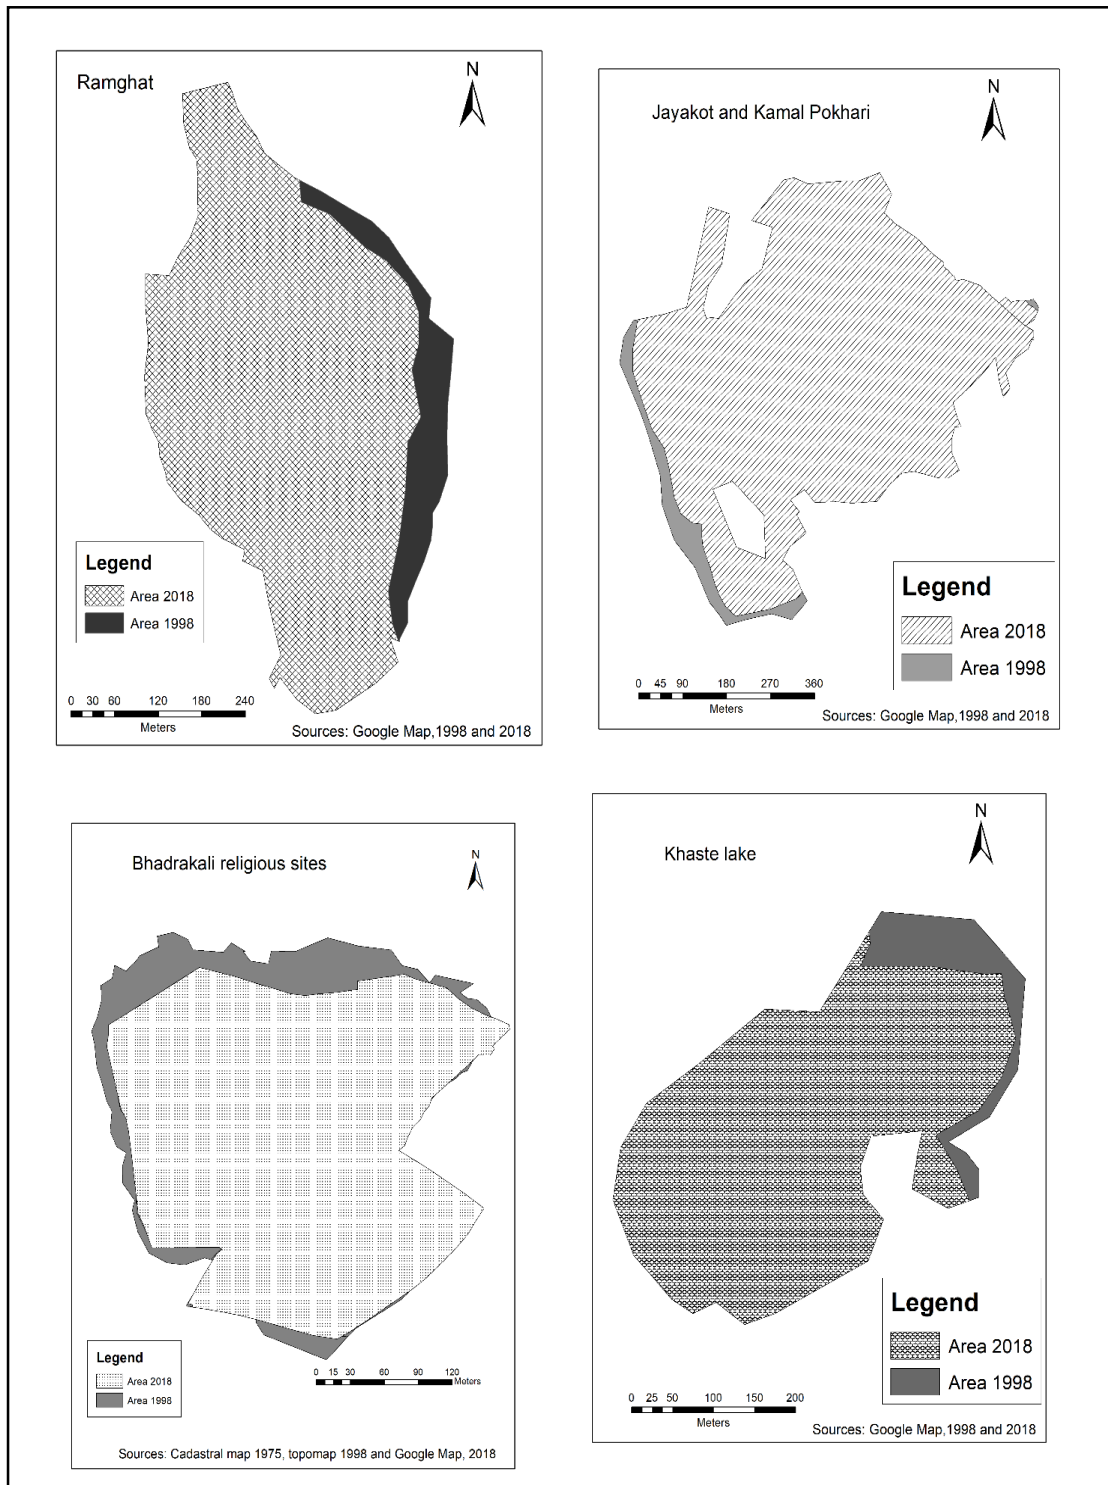 Ramghat
N
Legend
Area 2018
Area 1998
0 30 60 120 180 240
Meters
Sources: Google Map,1998 and 2018
Jayakot and Kamal Pokhari
N
Legend
Area 2018
Area 1998
0 45 90 180 270 360
Meters
Sources: Google Map,1998 and 2018
Bhadrakali religious sites
N
Legend
Area 2018
Area 1998
0 15 30 60 90 120
Meters
Sources: Cadastral map 1975, topomap 1998 and Google Map, 2018
Khaste lake
N
Legend
Area 2018
Area 1998
0 25 50 100 150 200
Meters
Sources: Google Map,1998 and 2018